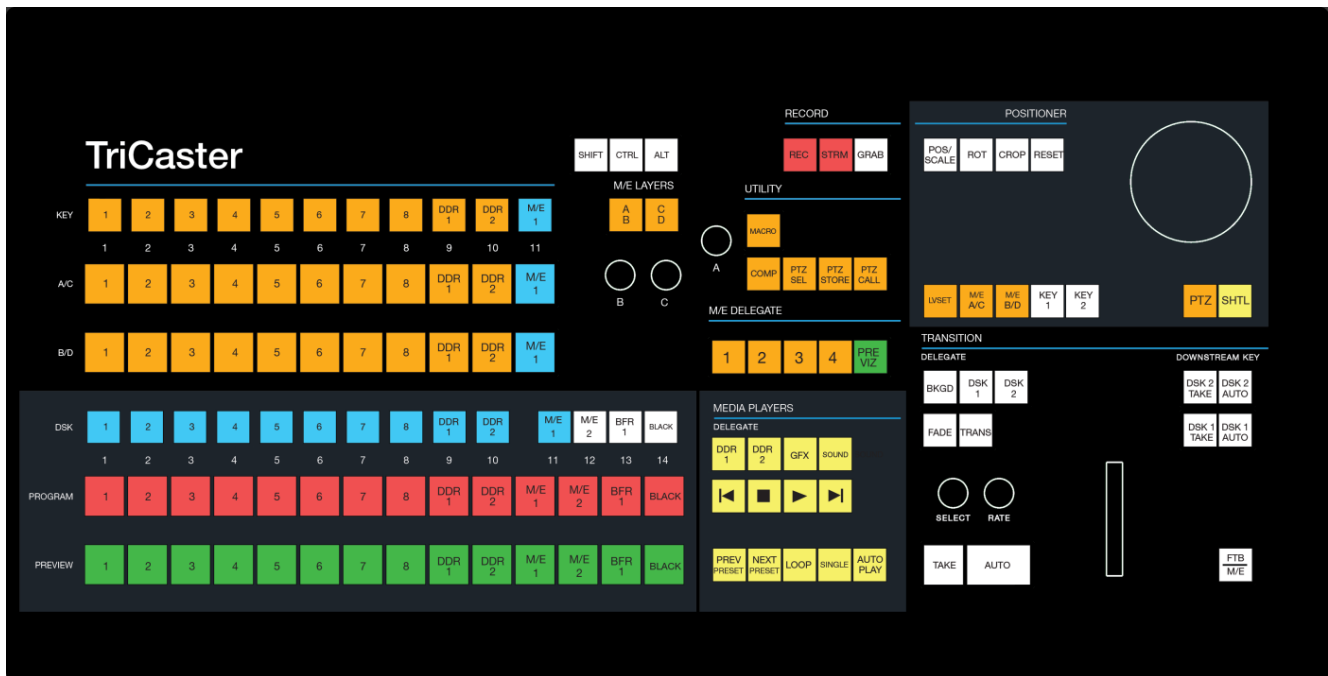 TriCaster
SHIFT CTRL ALT
M/E LAYERS
KEY 1 2 3 4 5 6 7 8 DDR 1 DDR 2 M/E 1
A B
C D
1 2 3 4 5 6 7 8 9 10 11
A/C 1 2 3 4 5 6 7 8 DDR 1 DDR 2 M/E 1
B C
B/D 1 2 3 4 5 6 7 8 DDR 1 DDR 2 M/E 1
DSK 1 2 3 4 5 6 7 8 DDR 1 DDR 2 M/E 1 M/E 2 BFR 1 BLACK
1 2 3 4 5 6 7 8 9 10 11 12 13 14
PROGRAM 1 2 3 4 5 6 7 8 DDR 1 DDR 2 M/E 1 M/E 2 BFR 1 BLACK
PREVIEW 1 2 3 4 5 6 7 8 DDR 1 DDR 2 M/E 1 M/E 2 BFR 1 BLACK
RECORD
REC STRM GRAB
UTILITY
A
MACRO
COMP PTZ SEL PTZ STORE PTZ CALL
M/E DELEGATE
1 2 3 4 PRE VIZ
MEDIA PLAYERS
DELEGATE
DDR 1 DDR 2 GFX SOUND
PREV PRESET NEXT PRESET LOOP SINGLE AUTO PLAY
POSITIONER
POS/ SCALE ROT CROP RESET
LVSET M/E A/C M/E B/D KEY 1 KEY 2 PTZ SHTL
TRANSITION
DELEGATE DOWNSTREAM KEY
BKGD DSK 1 DSK 2 DSK 2 TAKE DSK 2 AUTO
FADE TRANS DSK 1 TAKE DSK 1 AUTO
SELECT RATE
TAKE AUTO FTB M/E